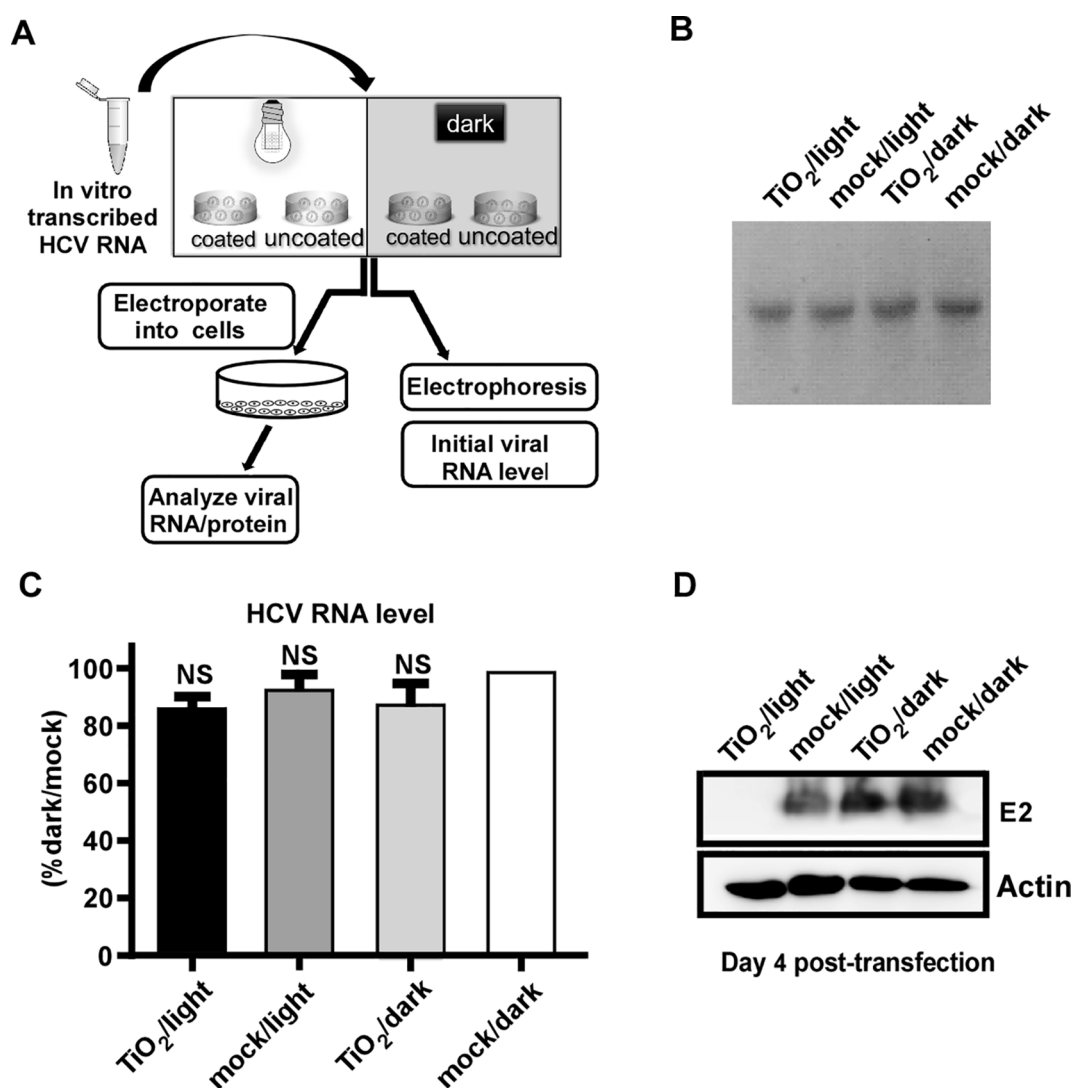 A
In vitro
transcribed
HCV RNA
dark
coated
uncoated
coated
uncoated
Electroporate
into cells
Electrophoresis
Initial viral
RNA level
Analyze viral
RNA/protein
B
TiO₂/light
mock/light
TiO₂/dark
mock/dark
C
HCV RNA level
(%dark/mock)
100
80
60
40
20
0
NS
NS
NS
TiO₂/light
mock/light
TiO₂/dark
mock/dark
D
TiO₂/light
mock/light
TiO₂/dark
mock/dark
E2
Actin
Day 4 post-transfection